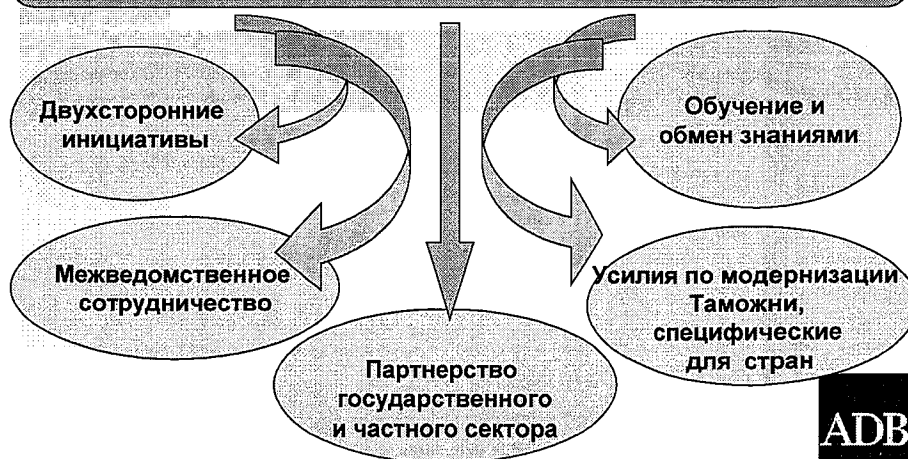 Двухсторонние
инициативы
Обучение и
обмен знаниями
Межведомственное
сотрудничество
Усилия по модернизации
Таможни,
специфические
для стран
Партнерство
государственного
и частного сектора
ADB